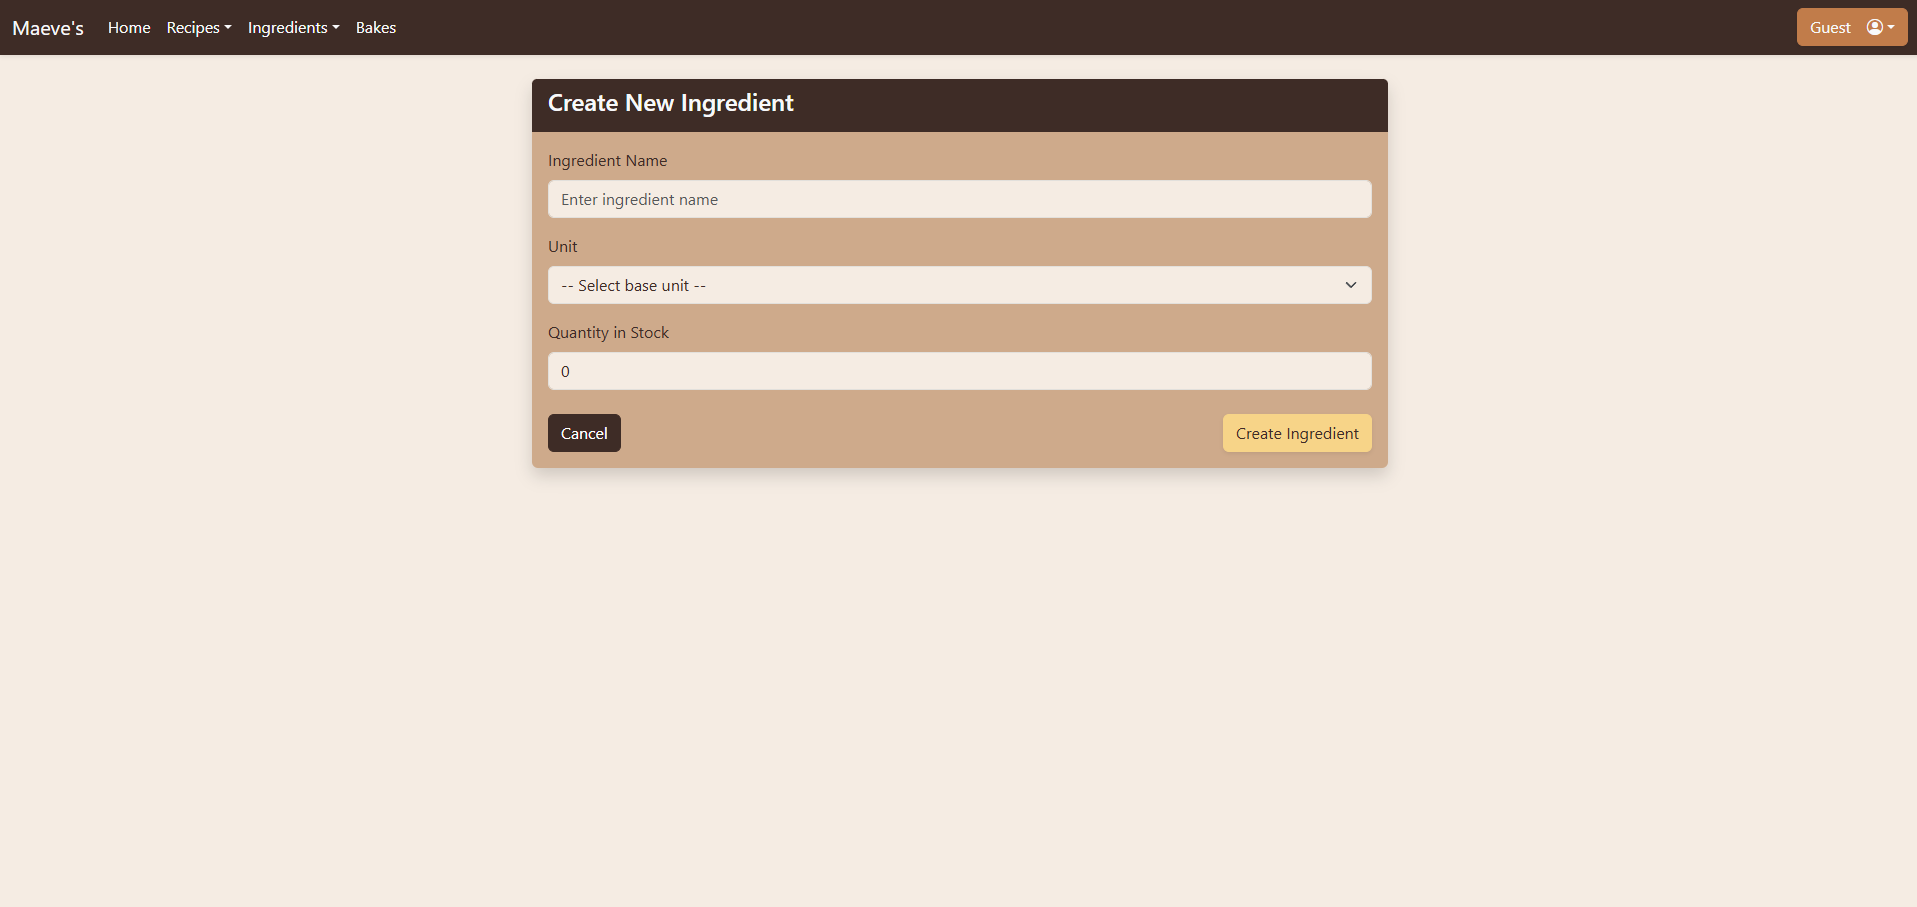 Maeve's Home Recipes Ingredients Bakes Guest
Create New Ingredient
Ingredient Name
Enter ingredient name
Unit
-- Select base unit --
Quantity in Stock
0
Cancel Create Ingredient